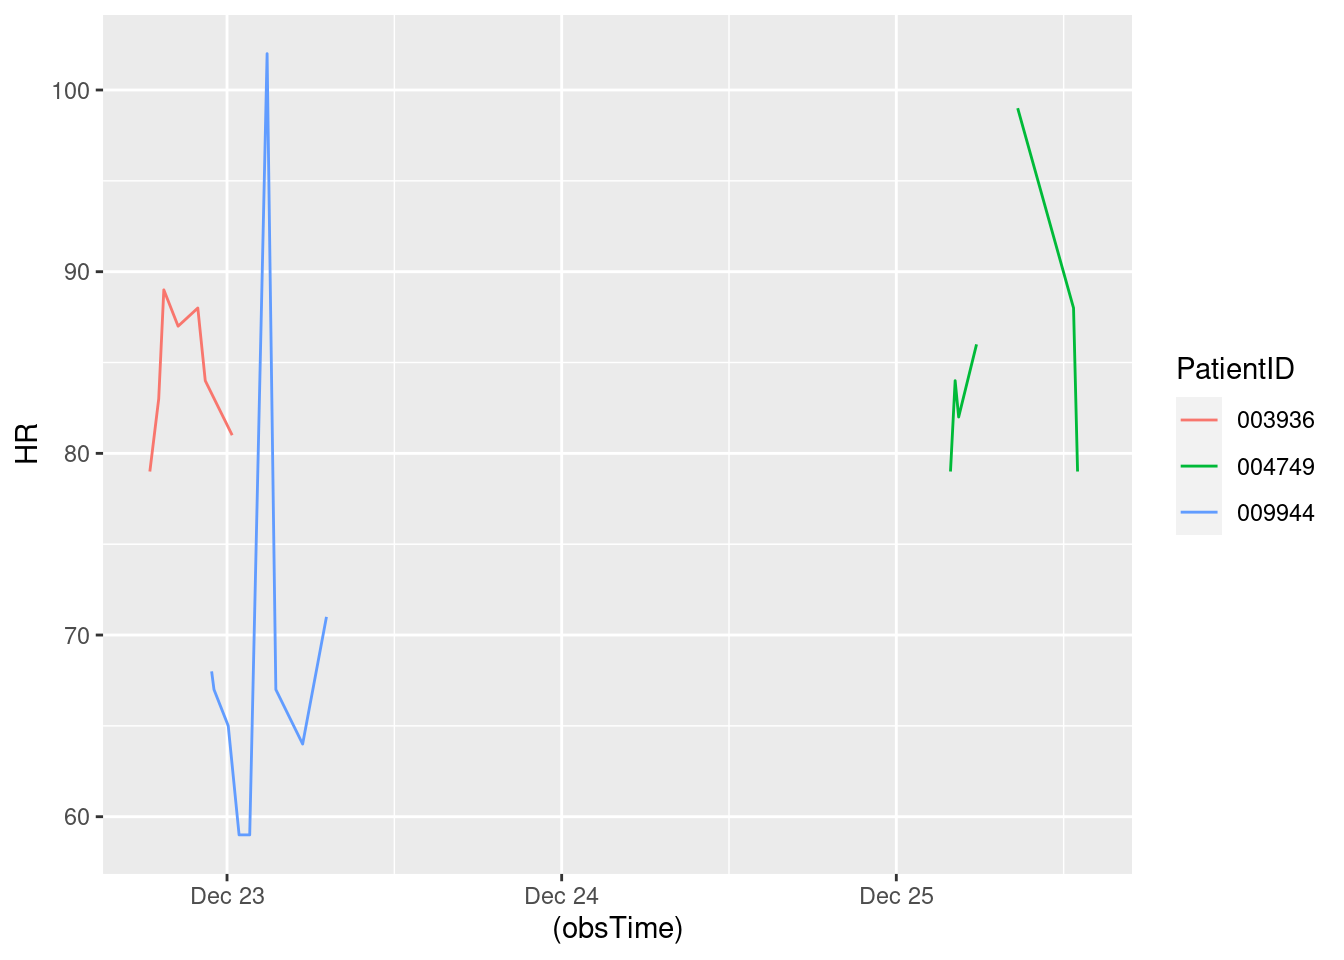 100
90
80
70
60
HR
Dec 23
Dec 24
Dec 25
(obsTime)
PatientID
003936
004749
009944